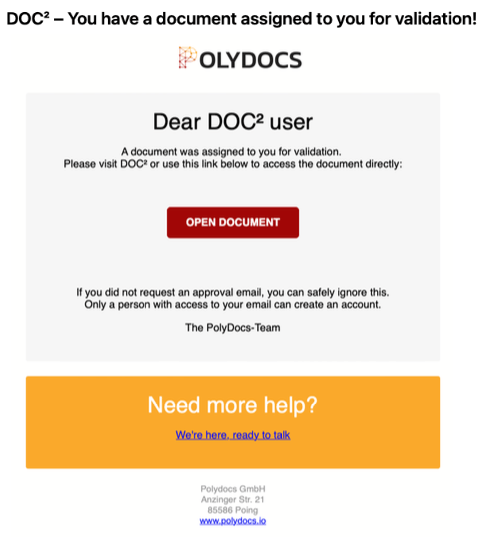 DOC² – You have a document assigned to you for validation!
POLYDOCS
Dear DOC² user
A document was assigned to you for validation.
Please visit DOC² or use this link below to access the document directly:
OPEN DOCUMENT
If you did not request an approval email, you can safely ignore this.
Only a person with access to your email can create an account.
The PolyDocs-Team
Need more help?
We're here, ready to talk
Polydocs GmbH
Anzinger Str. 21
85586 Poing
www.polydocs.io